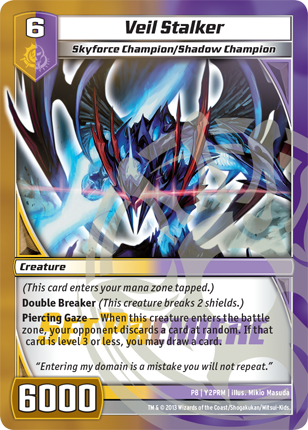 6
Veil Stalker
Skyforce Champion/Shadow Champion
Creature
(This card enters your mana zone tapped.)
Double Breaker (This creature breaks 2 shields.)
Piercing Gaze — When this creature enters the battle
zone, your opponent discards a card at random. If that
card is level 3 or less, you may draw a card.
“Entering my domain is a mistake you will not repeat.”
6000
P8 | Y2PRM | illus. Mikio Masuda
TM & © 2013 Wizards of the Coast/Shogakukan/Mitsui-Kids.